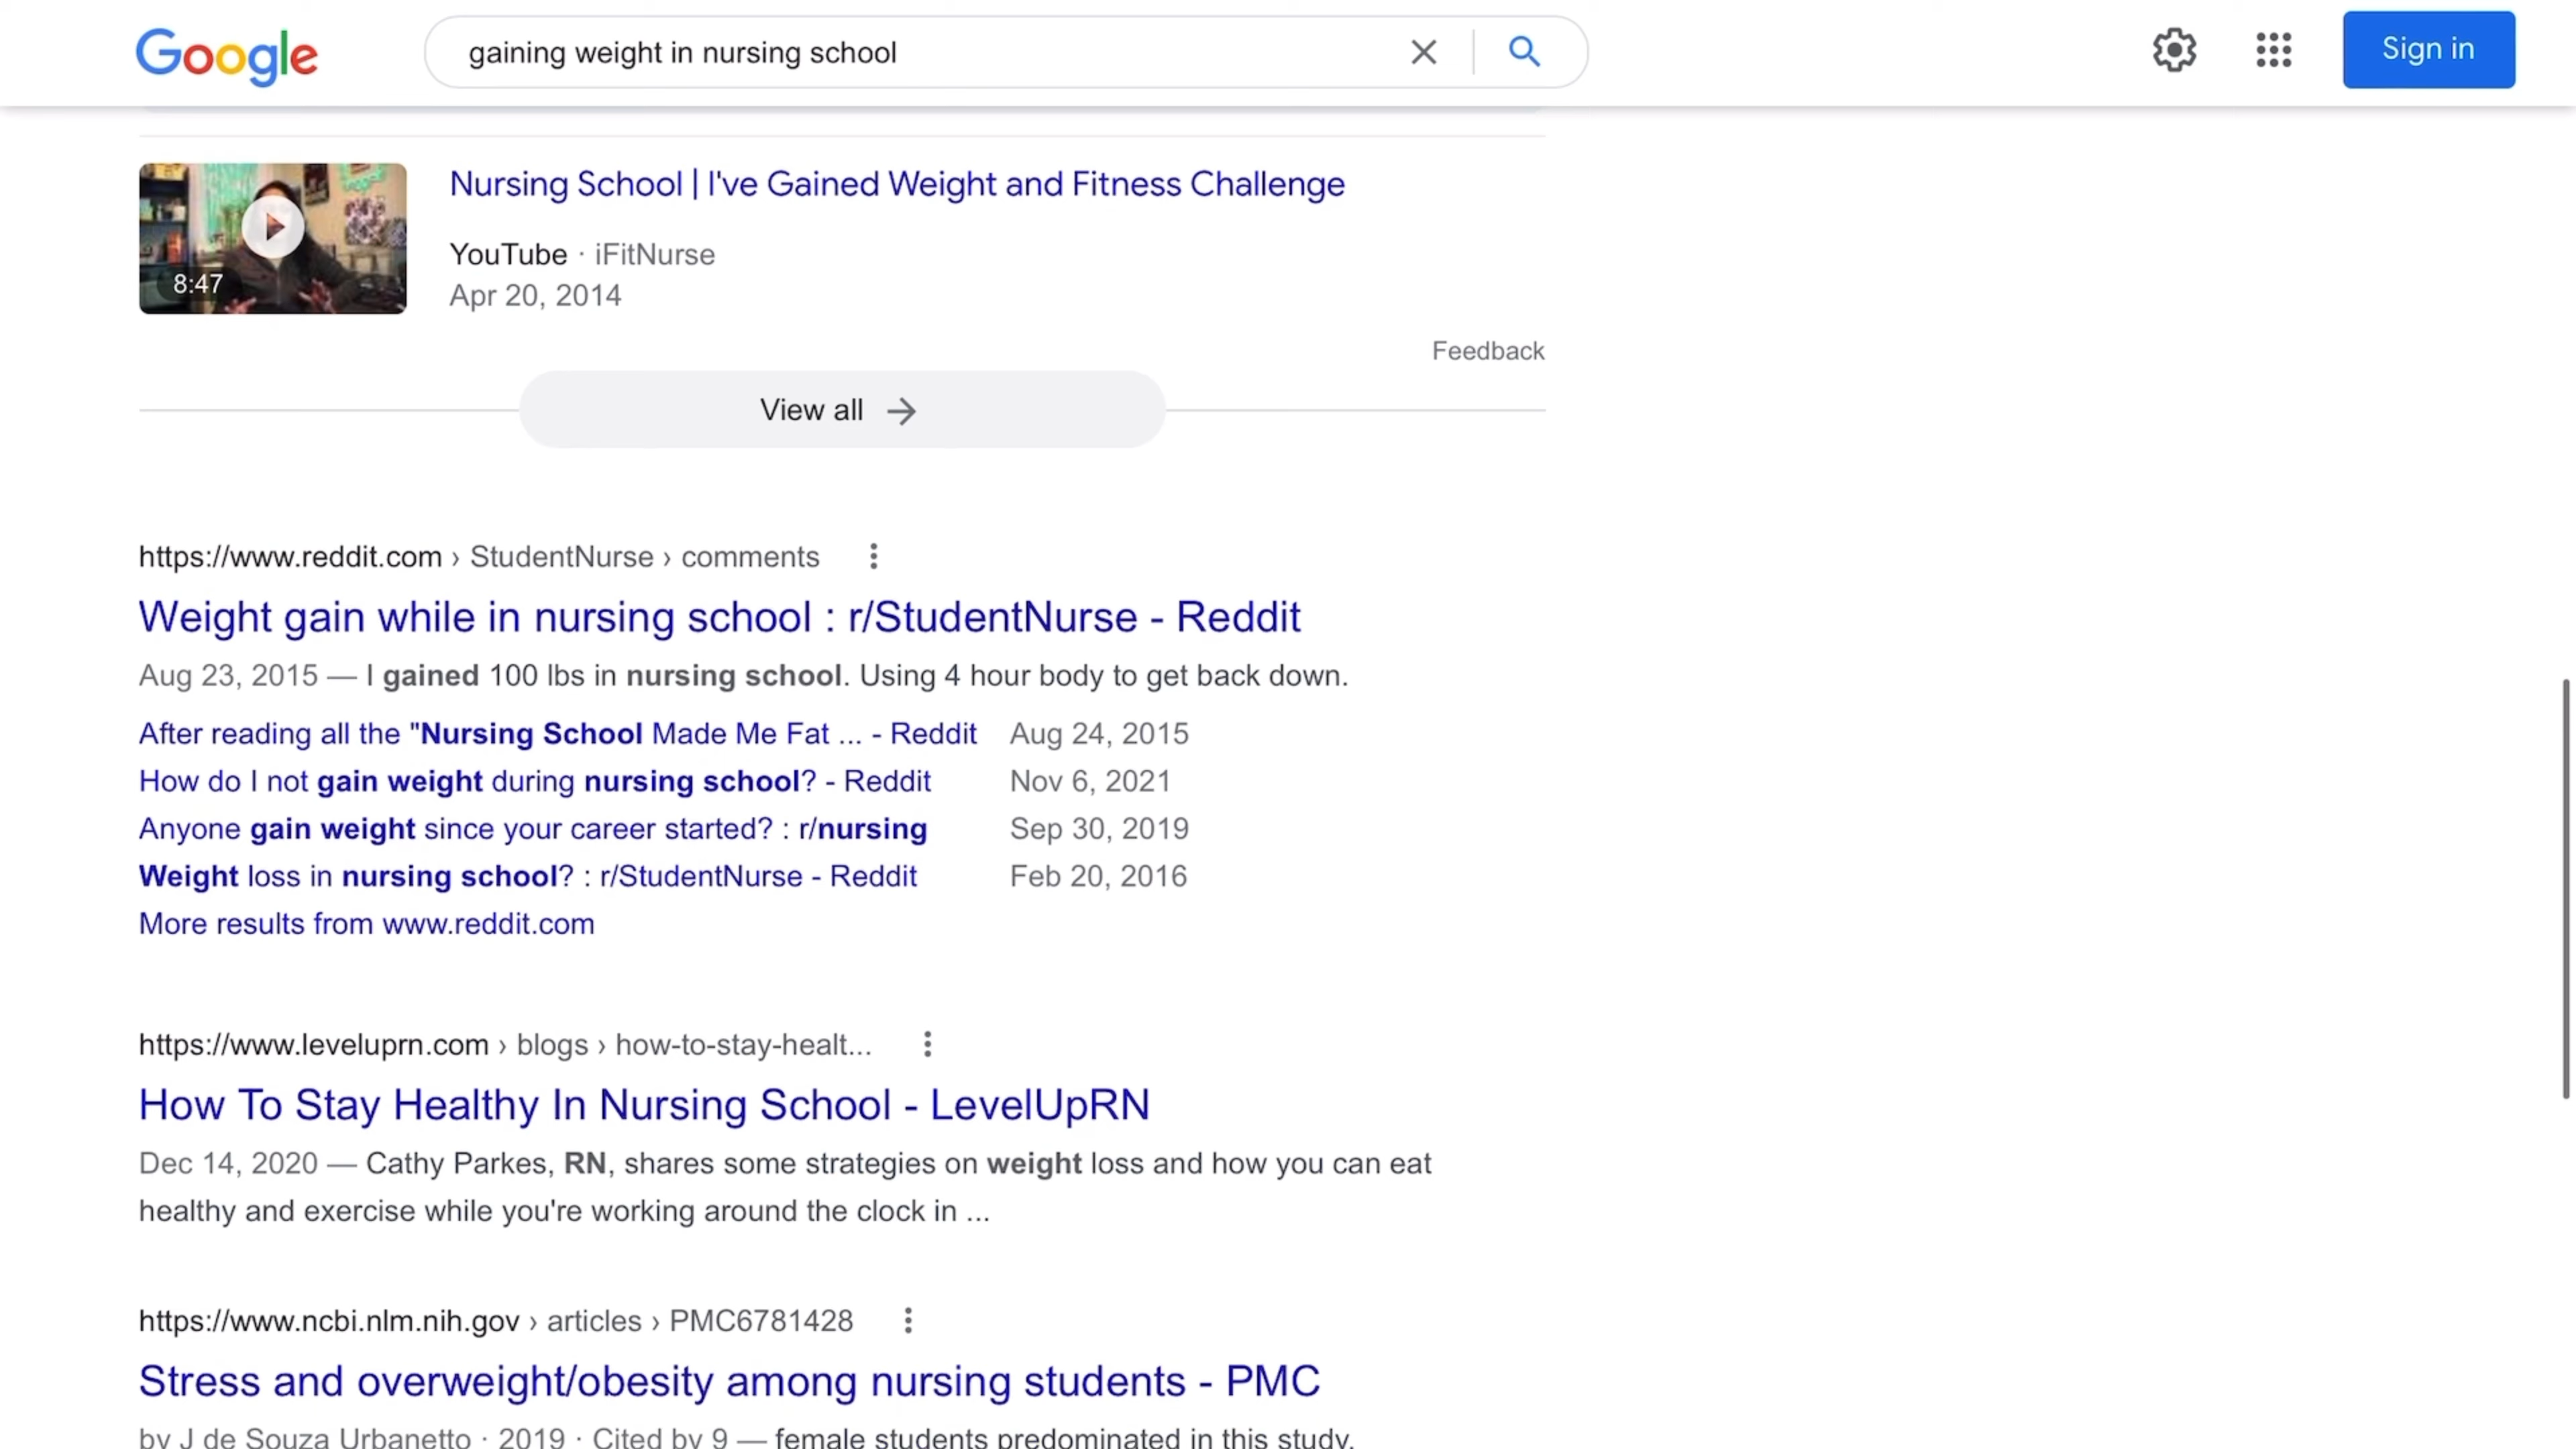 Google
gaining weight in nursing school
Sign in
Nursing School | I've Gained Weight and Fitness Challenge
8:47
YouTube · iFitNurse
Apr 20, 2014
Feedback
View all
https://www.reddit.com › StudentNurse › comments
Weight gain while in nursing school : r/StudentNurse - Reddit
Aug 23, 2015 — I gained 100 lbs in nursing school. Using 4 hour body to get back down.
After reading all the "Nursing School Made Me Fat ... - Reddit Aug 24, 2015
How do I not gain weight during nursing school? - Reddit Nov 6, 2021
Anyone gain weight since your career started? : r/nursing Sep 30, 2019
Weight loss in nursing school? : r/StudentNurse - Reddit Feb 20, 2016
More results from www.reddit.com
https://www.leveluprn.com › blogs › how-to-stay-healt...
How To Stay Healthy In Nursing School - LevelUpRN
Dec 14, 2020 — Cathy Parkes, RN, shares some strategies on weight loss and how you can eat
healthy and exercise while you're working around the clock in ...
https://www.ncbi.nlm.nih.gov › articles › PMC6781428
Stress and overweight/obesity among nursing students - PMC
by J de Souza Urbanetto · 2019 · Cited by 9 — female students predominated in this study.